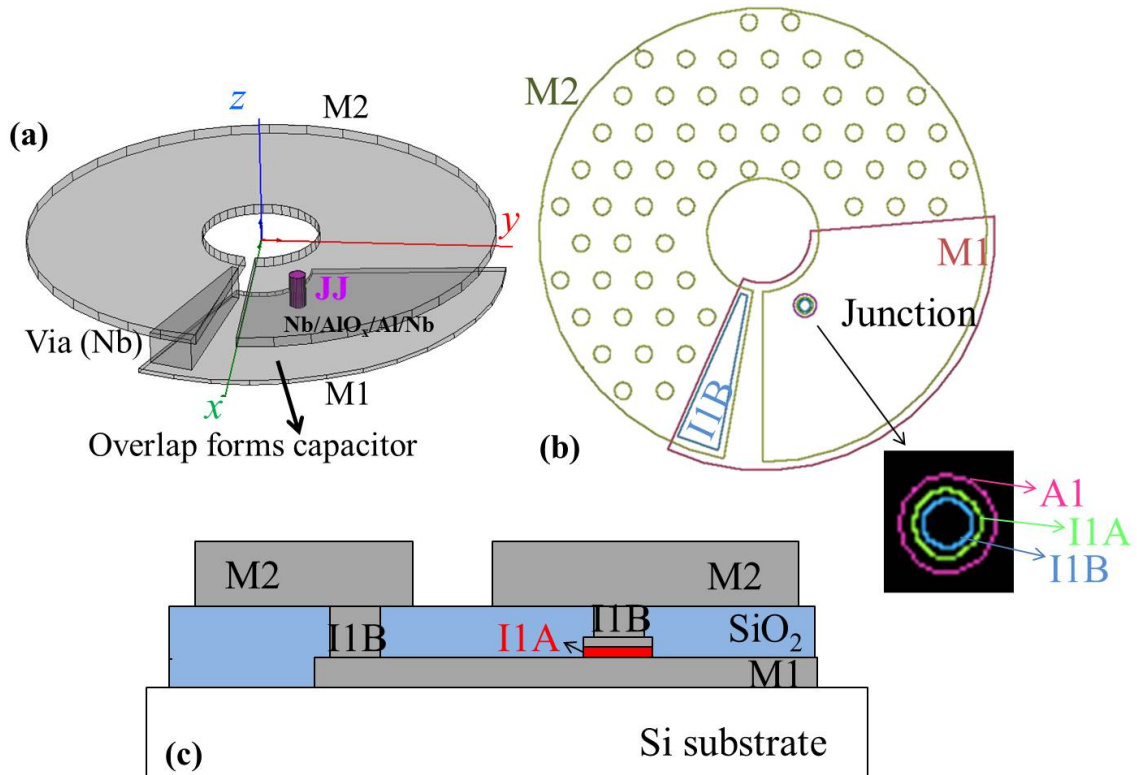 (a)
z
M2
y
JJ
Nb/AlOx/Al/Nb
Via (Nb)
M1
x
Overlap forms capacitor
M2
M1
Junction
I1B
(b)
A1
I1A
I1B
M2
M2
I1B
I1A
I1B
SiO2
M1
Si substrate
(c)